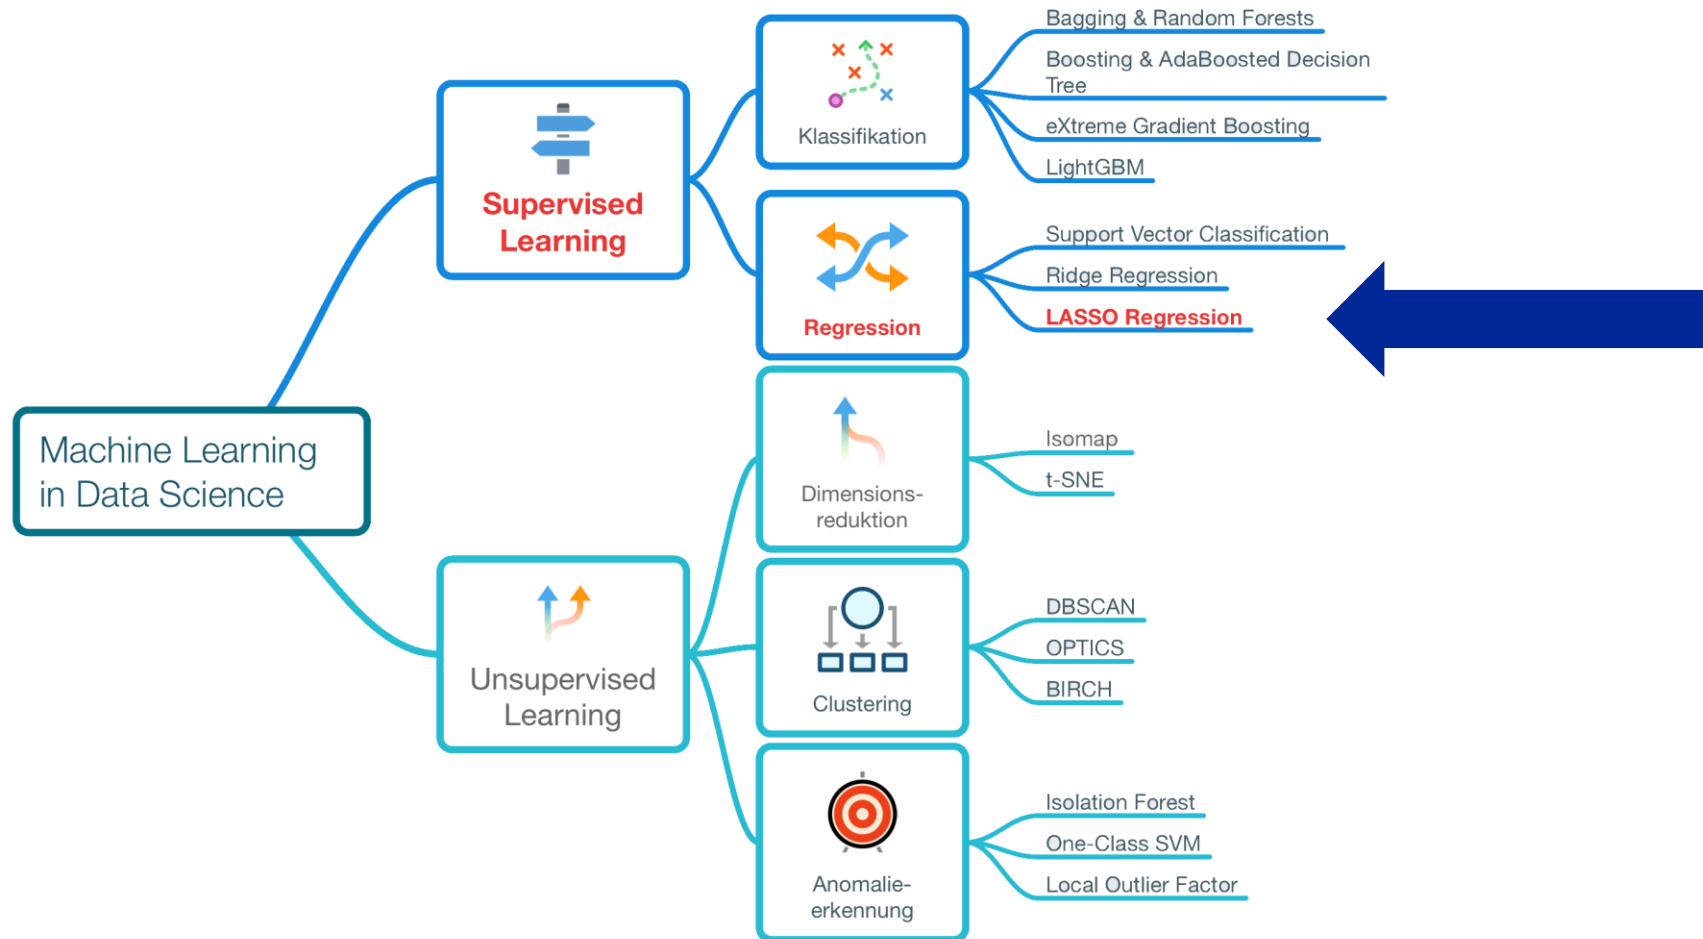 Machine Learning
in Data Science
Supervised
Learning
Klassifikation
Bagging & Random Forests
Boosting & AdaBoosted Decision
Tree
eXtreme Gradient Boosting
LightGBM
Regression
Support Vector Classification
Ridge Regression
LASSO Regression
Unsupervised
Learning
Dimensions-
reduktion
Isomap
t-SNE
Clustering
DBSCAN
OPTICS
BIRCH
Anomalie-
erkennung
Isolation Forest
One-Class SVM
Local Outlier Factor